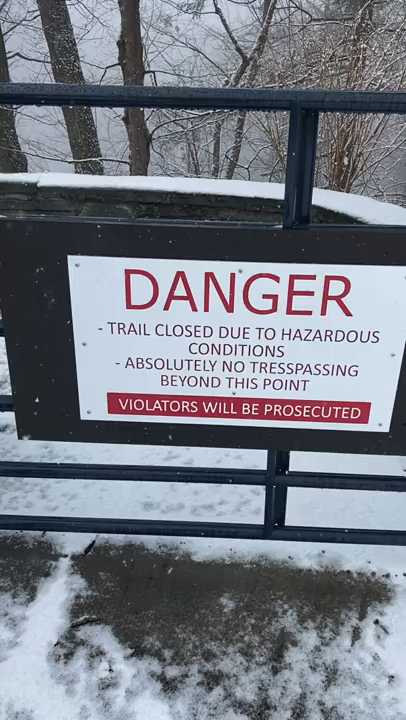 DANGER
- TRAIL CLOSED DUE TO HAZARDOUS
CONDITIONS
- ABSOLUTELY NO TRESSPASSING
BEYOND THIS POINT
VIOLATORS WILL BE PROSECUTED